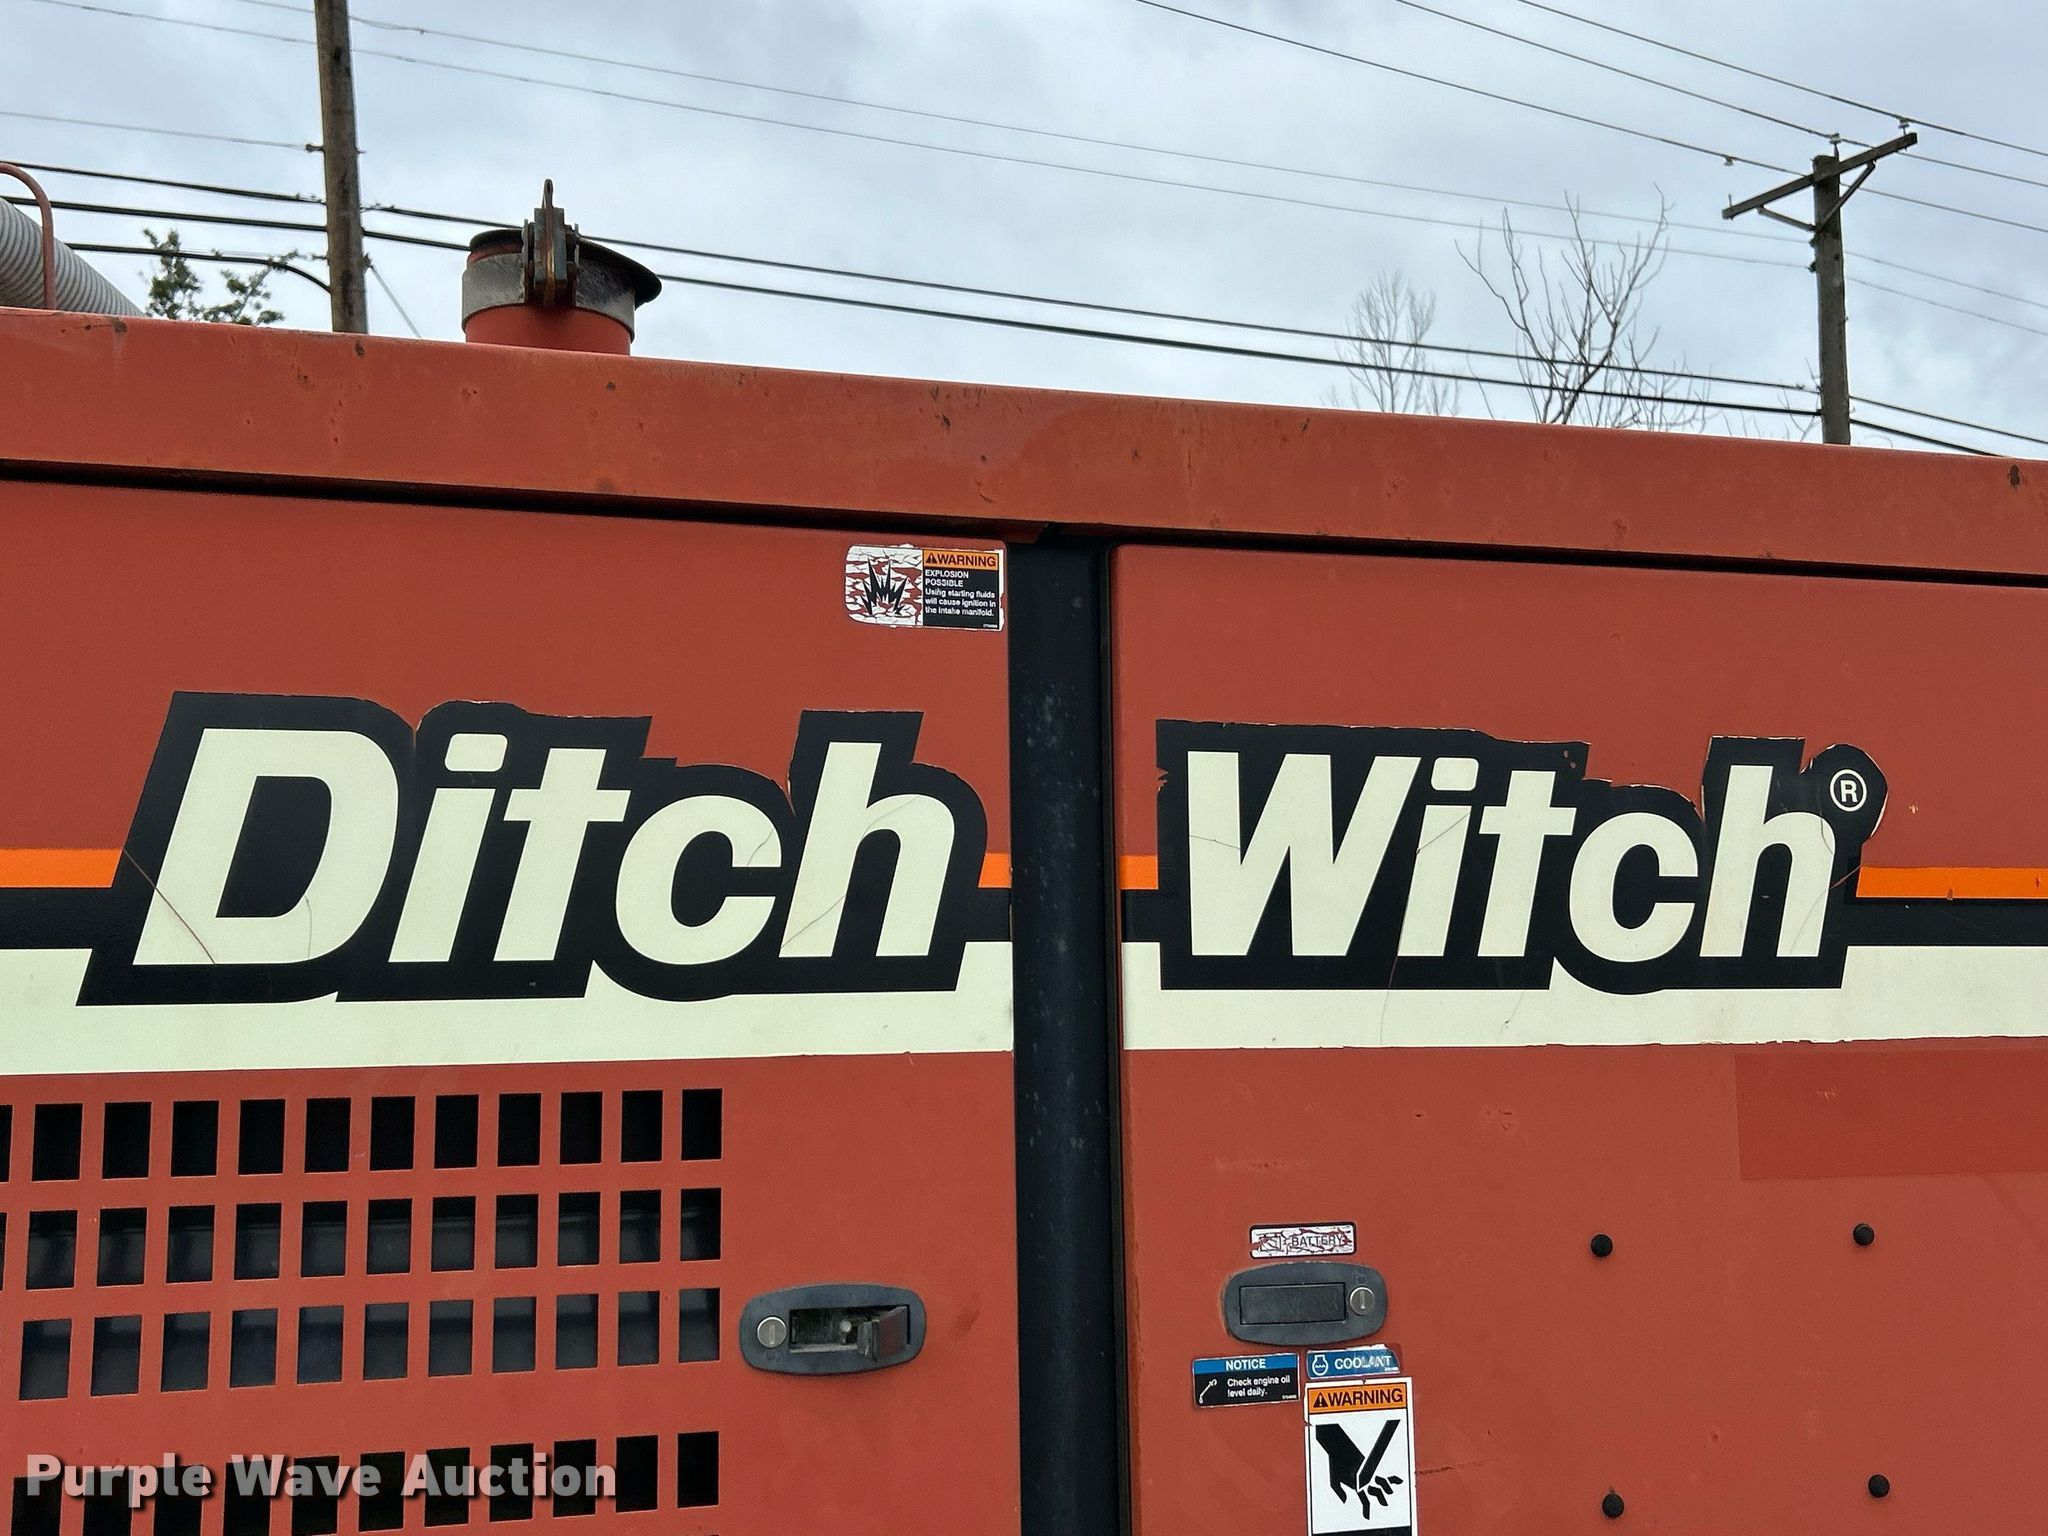 WARNING
EXPLOSION
POSSIBLE
Using starting fluids
will cause ignition in
the intake manifold.
Ditch Witch®
BATTERY
NOTICE
Check engine oil
level daily.
COOLANT
WARNING
Purple Wave Auction